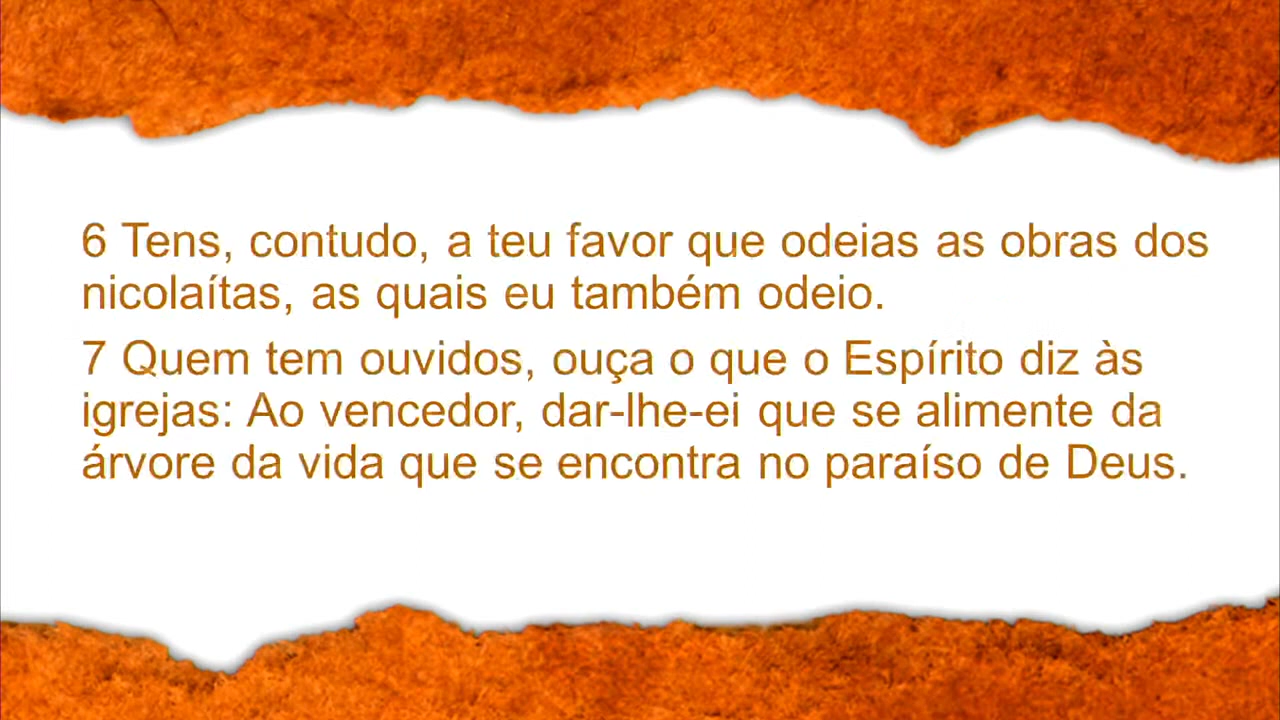 6 Tens, contudo, a teu favor que odeias as obras dos
nicolaítas, as quais eu também odeio.
7 Quem tem ouvidos, ouça o que o Espírito diz às
igrejas: Ao vencedor, dar-lhe-ei que se alimente da
árvore da vida que se encontra no paraíso de Deus.